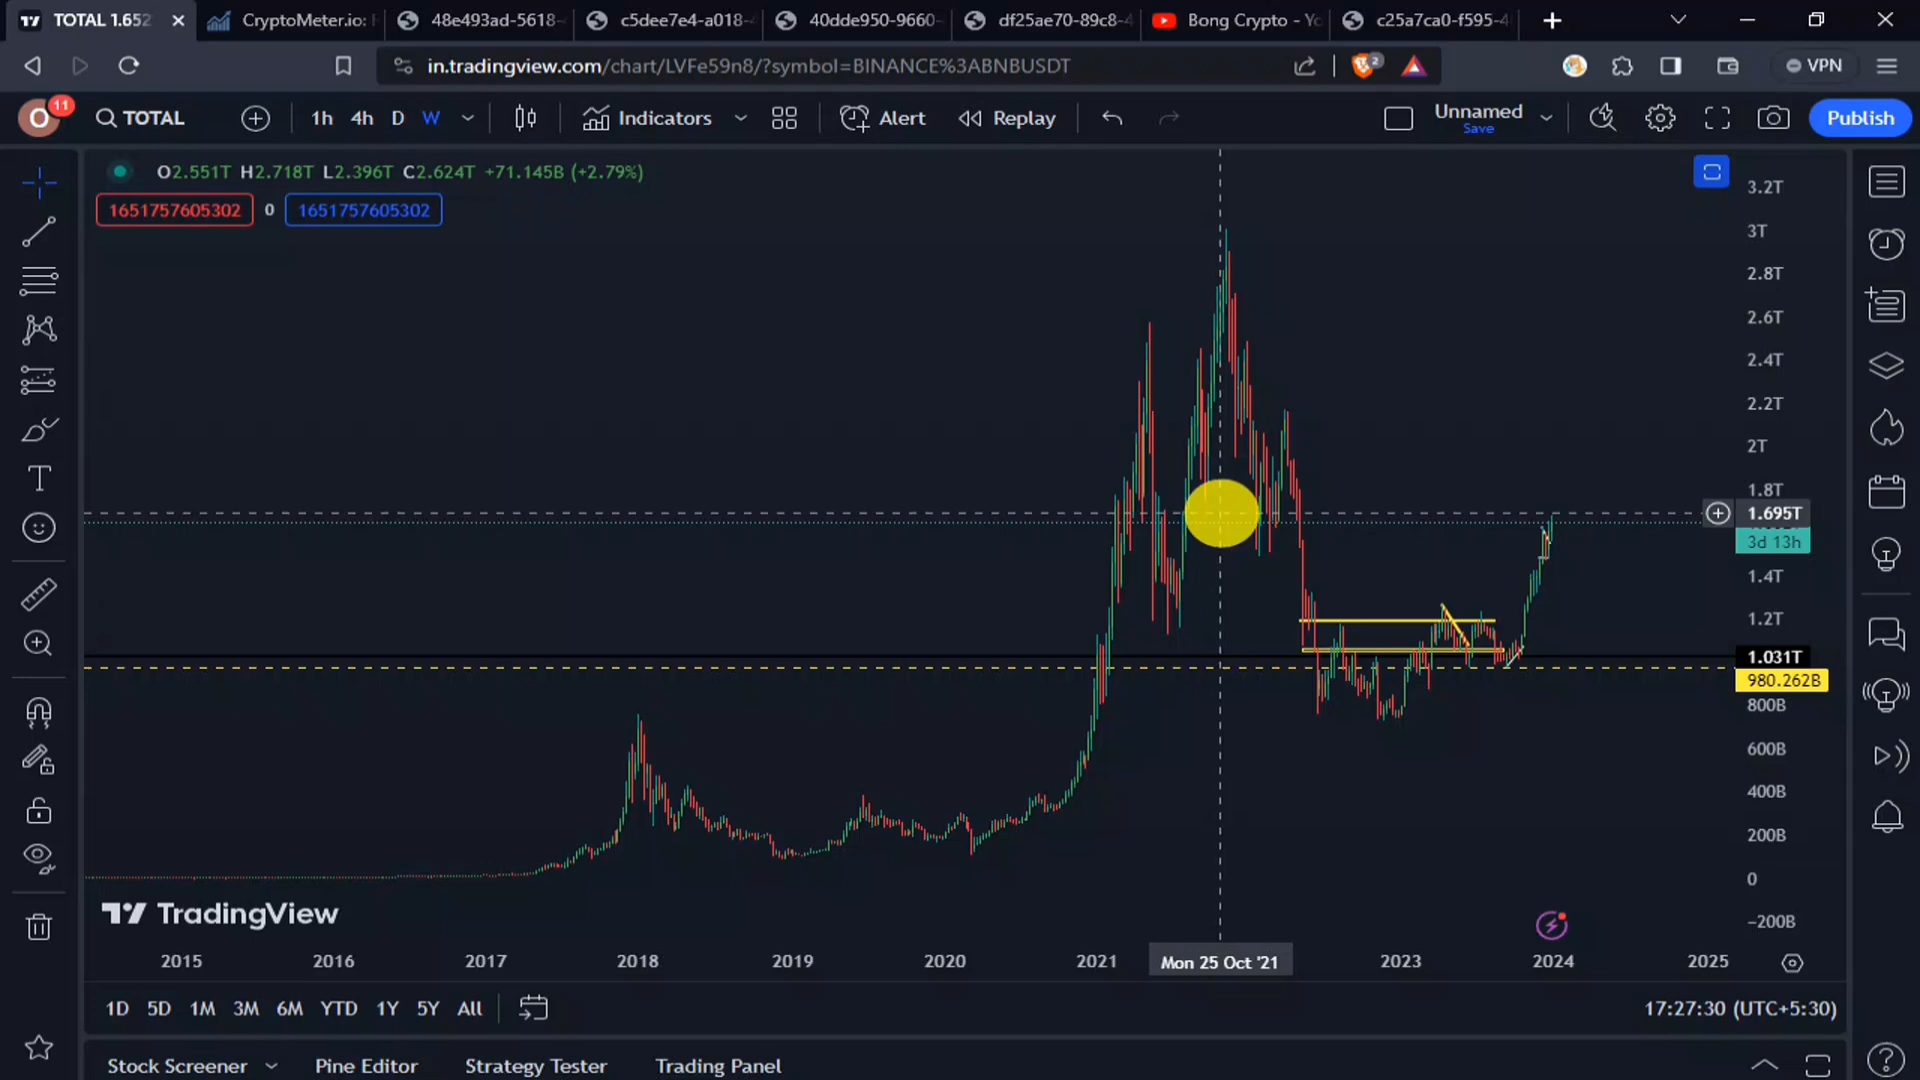 TOTAL 1.652
CryptoMeter.io: F
48e493ad-5618-
c5dee7e4-a018-
40dde950-9660-
df25ae70-89c8-4
Bong Crypto - Yo
c25a7ca0-f595-4
in.tradingview.com/chart/LVFe59n8/?symbol=BINANCE%3ABNBUSDT
2
VPN
O
11
TOTAL
1h 4h D W
Indicators
Alert
Replay
Unnamed
Save
Publish
O2.551T H2.718T L2.396T C2.624T +71.145B (+2.79%)
1651757605302 0 1651757605302
3.2T
3T
2.8T
2.6T
2.4T
2.2T
2T
1.8T
1.695T
3d 13h
1.4T
1.2T
1.031T
980.262B
800B
600B
400B
200B
0
−200B
TradingView
2015 2016 2017 2018 2019 2020 2021 Mon 25 Oct '21 2023 2024 2025
1D 5D 1M 3M 6M YTD 1Y 5Y All
17:27:30 (UTC+5:30)
Stock Screener Pine Editor Strategy Tester Trading Panel